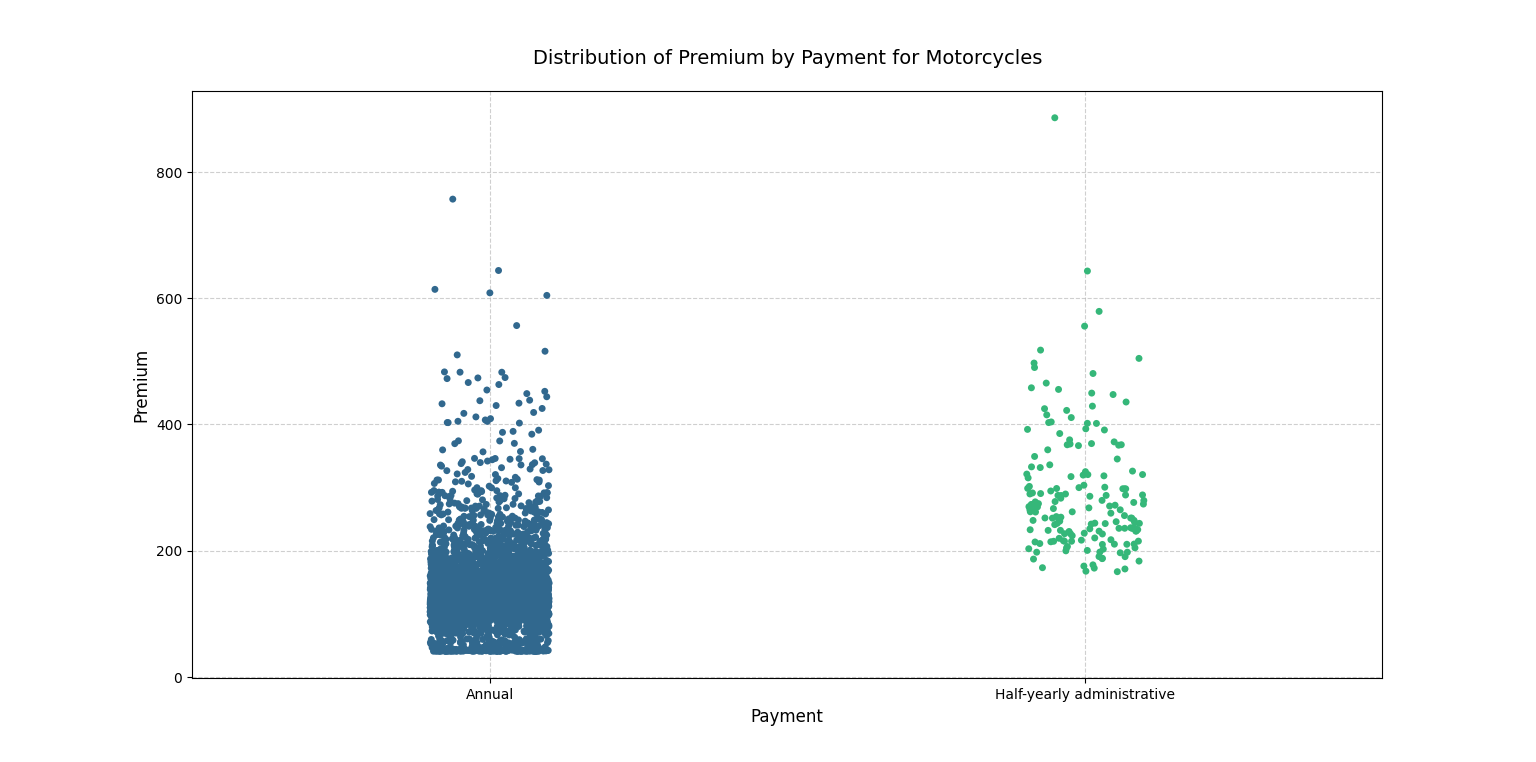 Distribution of Premium by Payment for Motorcycles
800
600
400
200
0
Premium
Annual
Half-yearly administrative
Payment